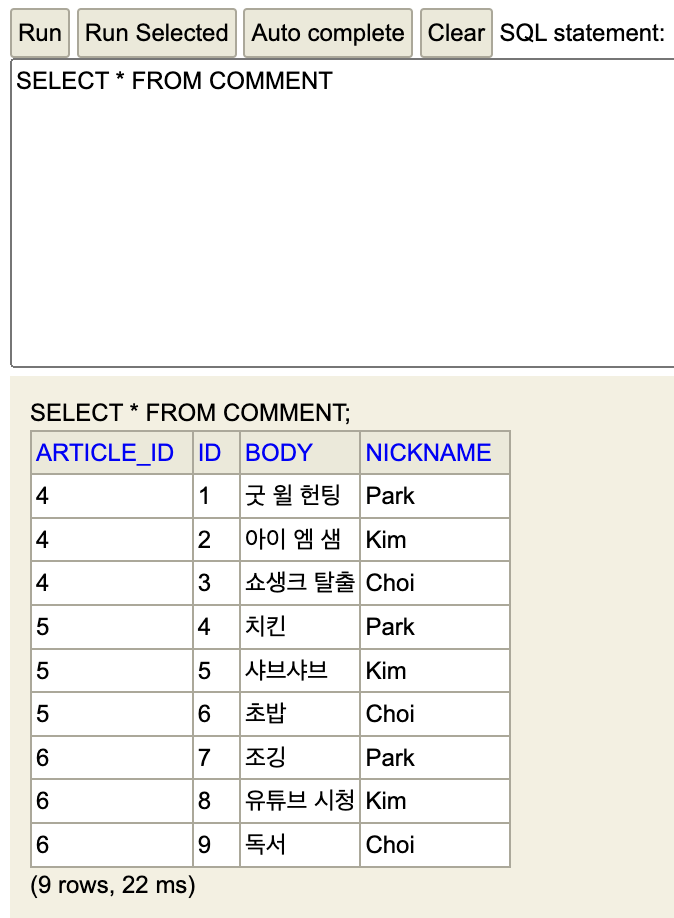 Run Run Selected Auto complete Clear SQL statement:
SELECT * FROM COMMENT
SELECT * FROM COMMENT;
ARTICLE_ID ID BODY NICKNAME
4 1 굿 윌 헌팅 Park
4 2 아이 엠 샘 Kim
4 3 쇼생크 탈출 Choi
5 4 치킨 Park
5 5 샤브샤브 Kim
5 6 초밥 Choi
6 7 조깅 Park
6 8 유튜브 시청 Kim
6 9 독서 Choi
(9 rows, 22 ms)